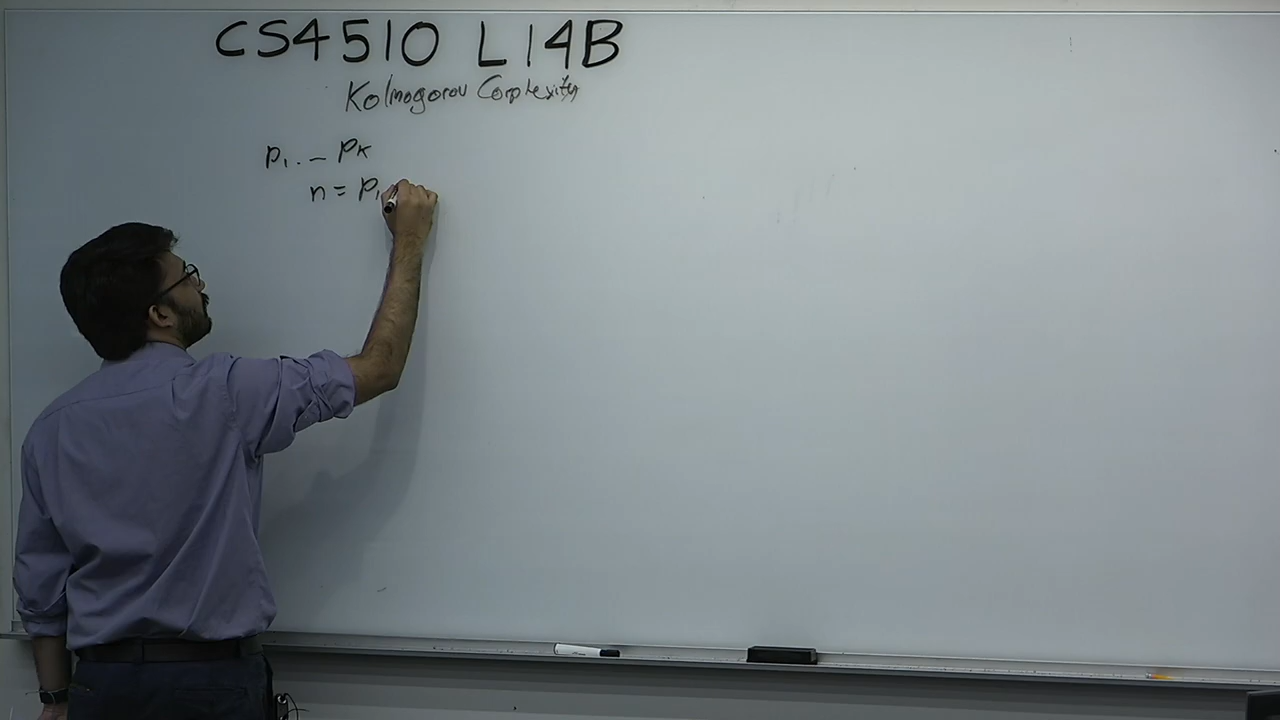 CS4510 L14B
Kolmogorov Complexity
p₁ . _ pₖ
n = p₁